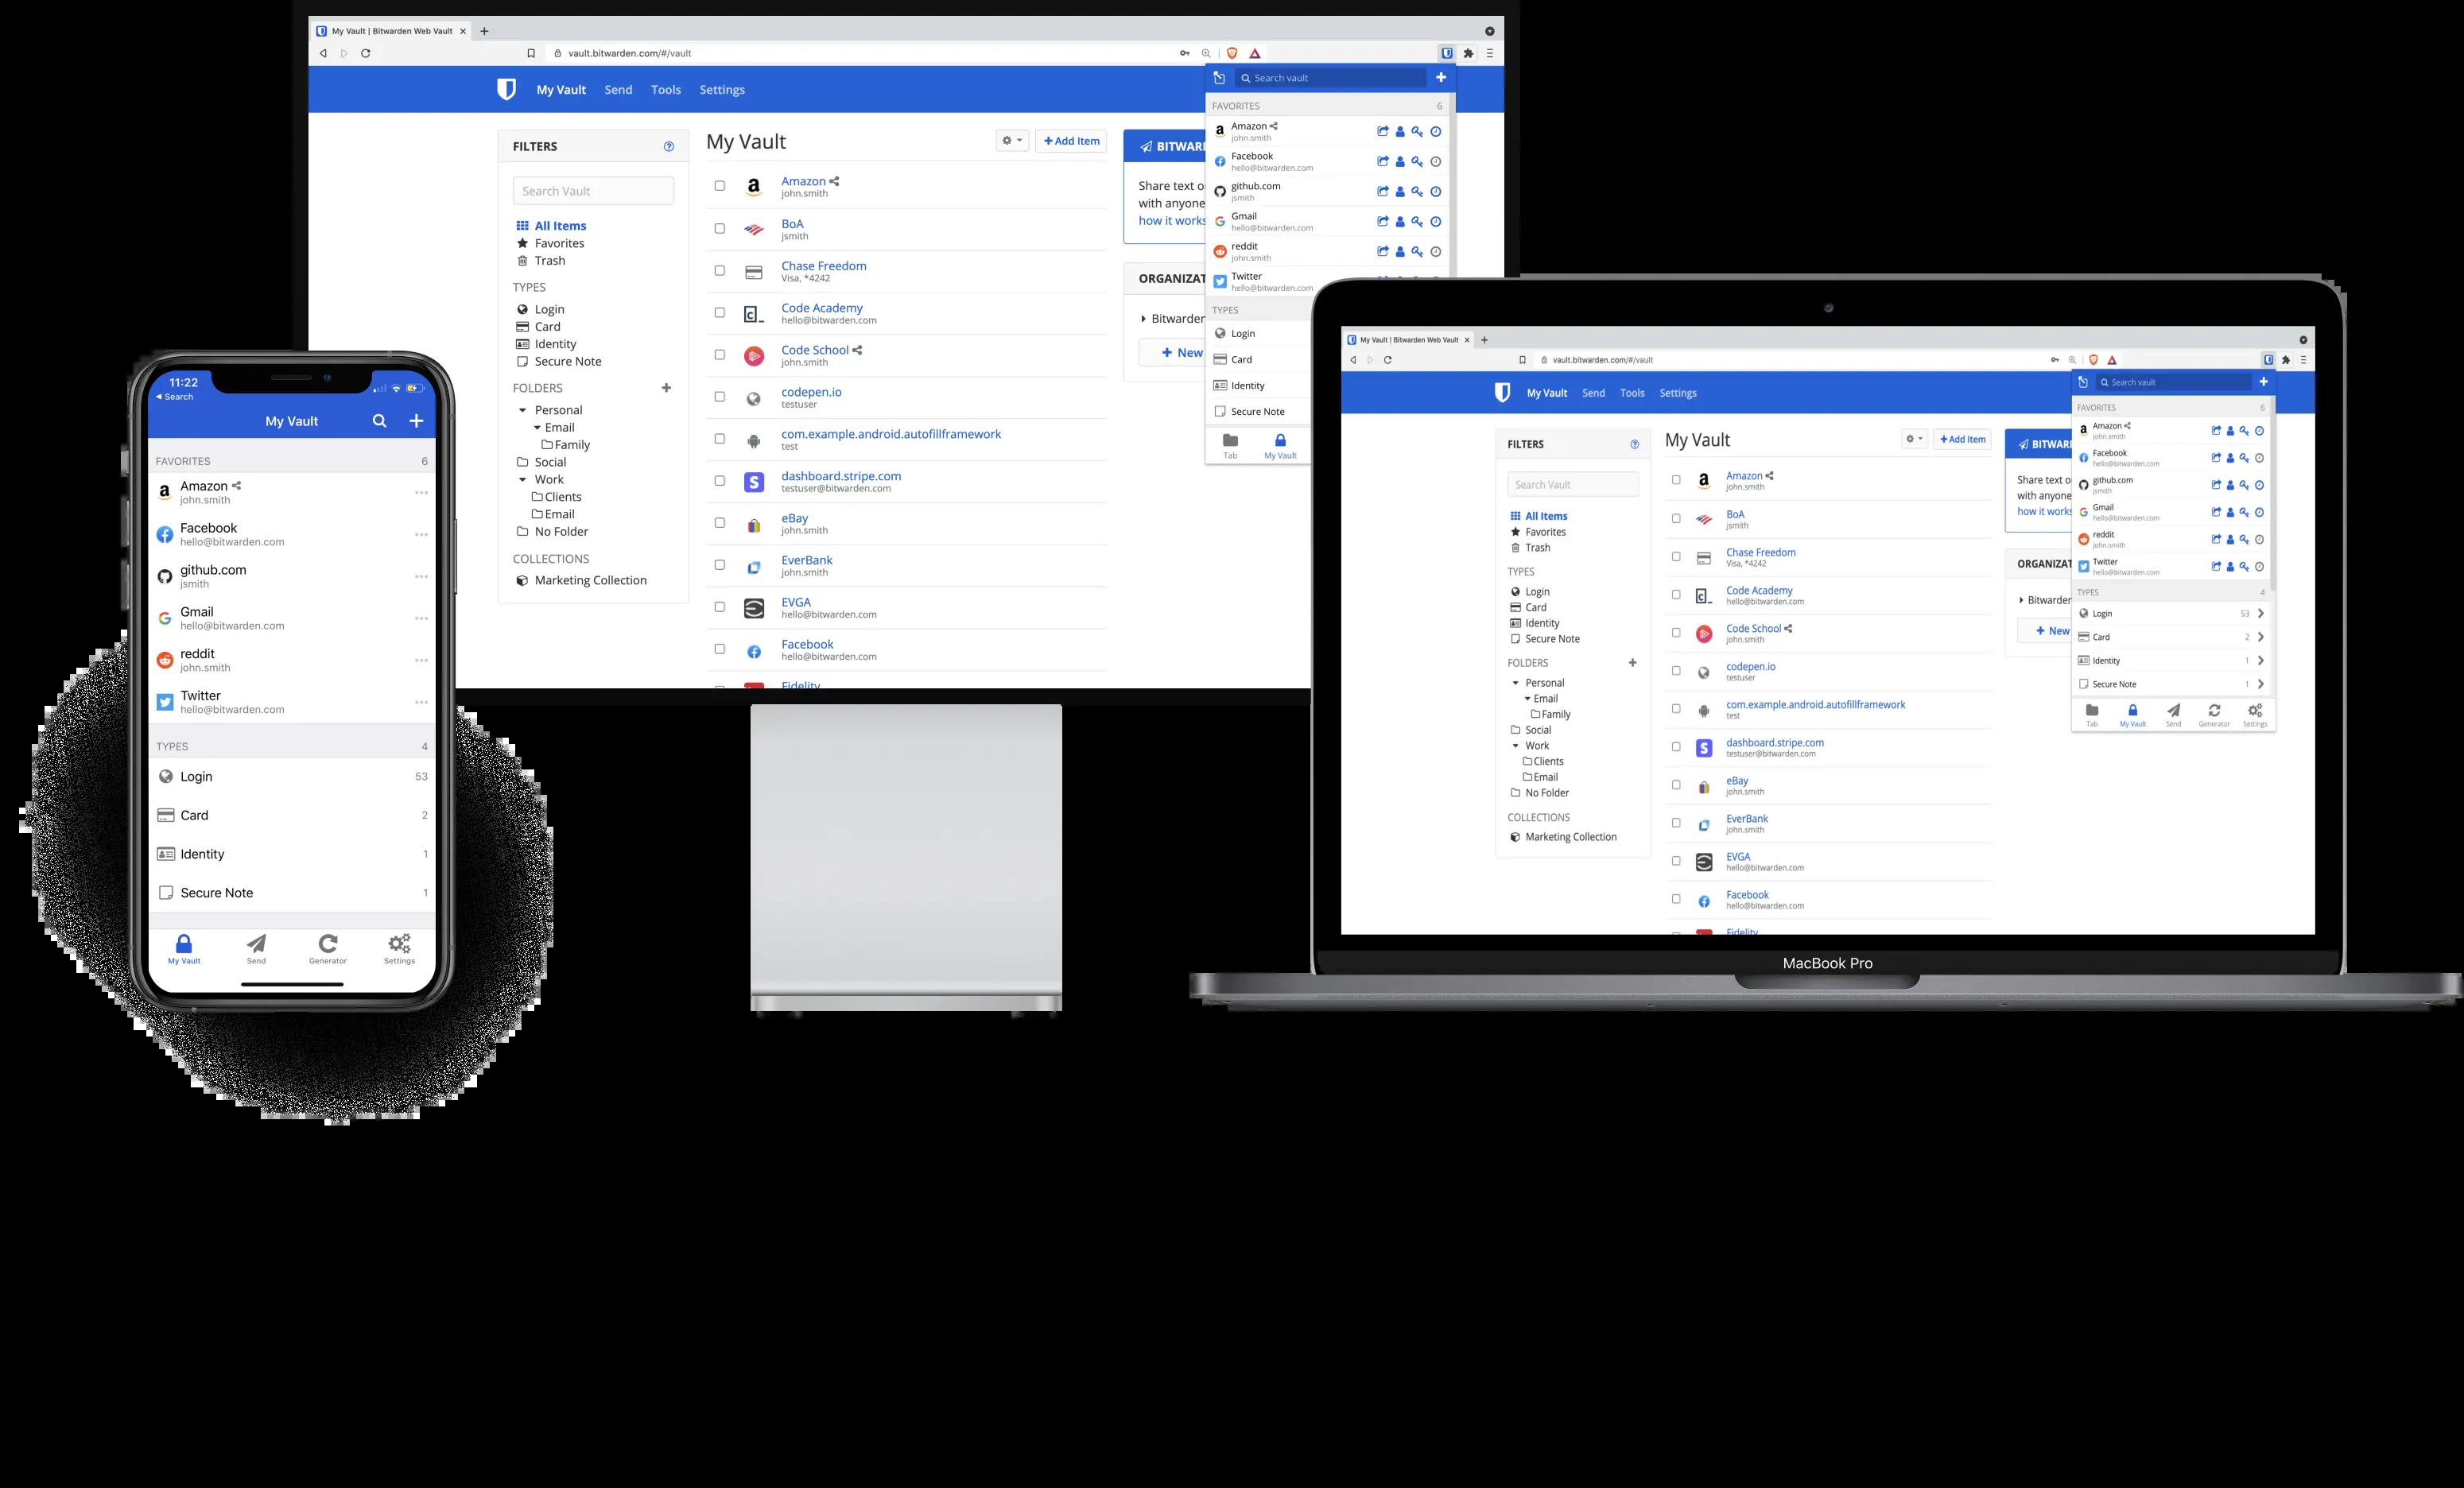 My Vault | Bitwarden Web Vault
vault.bitwarden.com/#/vault
My Vault Send Tools Settings
FILTERS
Search Vault
All Items
Favorites
Trash
TYPES
Login
Card
Identity
Secure Note
FOLDERS
Personal
Email
Family
Social
Work
Clients
Email
No Folder
COLLECTIONS
Marketing Collection
My Vault
Add Item
Amazon
john.smith
BoA
jsmith
Chase Freedom
Visa, *4242
Code Academy
hello@bitwarden.com
Code School
john.smith
codepen.io
testuser
com.example.android.autofillframework
test
dashboard.stripe.com
testuser@bitwarden.com
eBay
john.smith
EverBank
john.smith
EVGA
hello@bitwarden.com
Facebook
hello@bitwarden.com
Fidelity
BITWAR
Share text o
with anyone
how it works
ORGANIZAT
Bitwarder
New
Search vault
FAVORITES 6
Amazon
john.smith
Facebook
hello@bitwarden.com
github.com
jsmith
Gmail
hello@bitwarden.com
reddit
john.smith
Twitter
hello@bitwarden.com
TYPES
Login
Card
Identity
Secure Note
Tab My Vault
11:22
Search
My Vault
FAVORITES 6
Amazon
john.smith
Facebook
hello@bitwarden.com
github.com
jsmith
Gmail
hello@bitwarden.com
reddit
john.smith
Twitter
hello@bitwarden.com
TYPES 4
Login 53
Card 2
Identity 1
Secure Note 1
My Vault Send Generator Settings
My Vault | Bitwarden Web Vault
vault.bitwarden.com/#/vault
My Vault Send Tools Settings
FILTERS
Search Vault
All Items
Favorites
Trash
TYPES
Login
Card
Identity
Secure Note
FOLDERS
Personal
Email
Family
Social
Work
Clients
Email
No Folder
COLLECTIONS
Marketing Collection
My Vault
Add Item
Amazon
john.smith
BoA
jsmith
Chase Freedom
Visa, *4242
Code Academy
hello@bitwarden.com
Code School
john.smith
codepen.io
testuser
com.example.android.autofillframework
test
dashboard.stripe.com
testuser@bitwarden.com
eBay
john.smith
EverBank
john.smith
EVGA
hello@bitwarden.com
Facebook
hello@bitwarden.com
Fidelity
BITWAR
Share text o
with anyone
how it works
ORGANIZAT
Bitwarder
New
Search vault
FAVORITES 6
Amazon
john.smith
Facebook
hello@bitwarden.com
github.com
jsmith
Gmail
hello@bitwarden.com
reddit
john.smith
Twitter
hello@bitwarden.com
TYPES 4
Login 53
Card 2
Identity 1
Secure Note 1
Tab My Vault Send Generator Settings
MacBook Pro